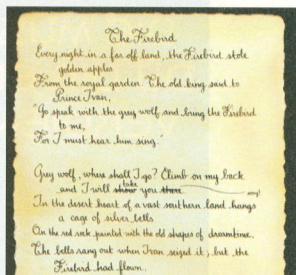 The Firebird
Every night in a far off land, the Firebird stole
golden apples
From the royal garden. The old king said to
Prince Ivan,
"Go speak with the grey wolf, and bring the Firebird
to me,
For I must hear him sing."
Grey wolf, where shall I go? Climb on my back
and I will show take you there
In the desert heart of a vast southern land hangs
a cage of silver bells
On the red rock painted with the old shapes of dreamtime.
The bells rang out when Ivan seized it, but the
Firebird had flown.